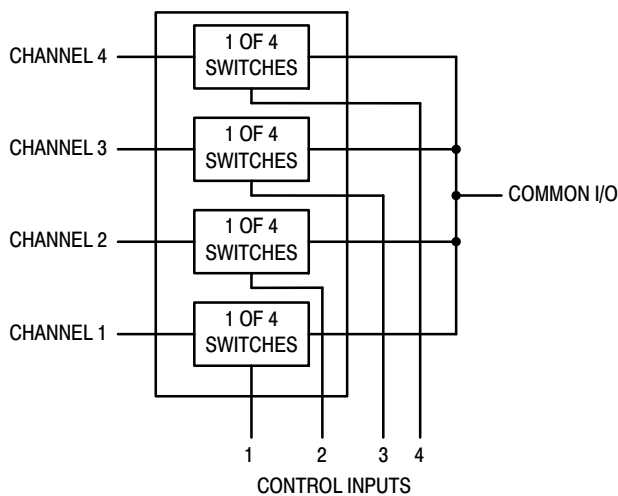 CHANNEL 4
1 OF 4
SWITCHES
CHANNEL 3
1 OF 4
SWITCHES
COMMON I/O
CHANNEL 2
1 OF 4
SWITCHES
CHANNEL 1
1 OF 4
SWITCHES
1 2 3 4
CONTROL INPUTS